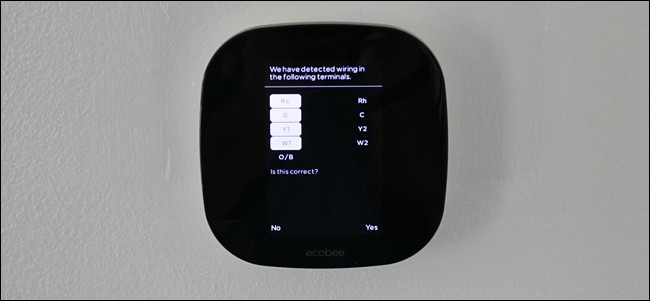 We have detected wiring in
the following terminals.
Rc Rh
G C
Y1 Y2
W1 W2
O/B
Is this correct?
No Yes
ecobee